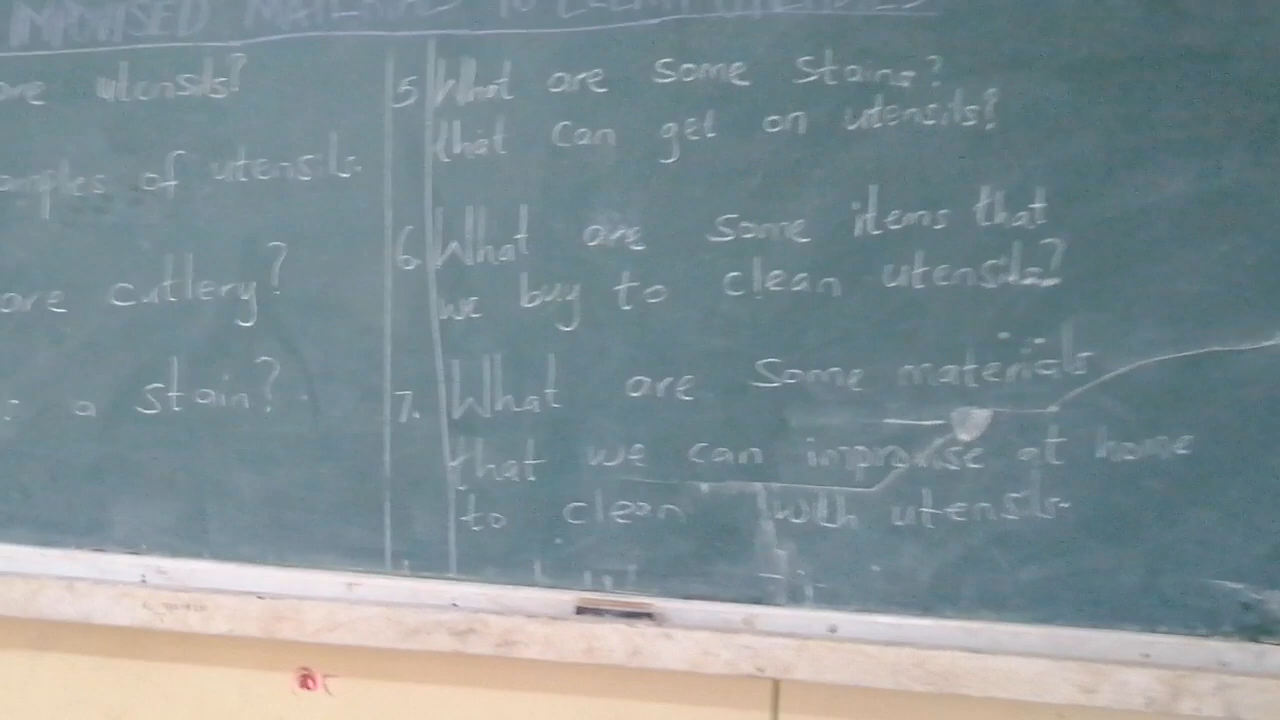 IMPROVISED MATERIALS TO CLEAN UTENSILS
are utensils?
amples of utensils.
are cutlery?
s a stain?
5 What are some stains?
that can get on utensils?
6 What are some items that
we buy to clean utensils?
7. What are some materials
that we can improvise at home
to clean with utensils.